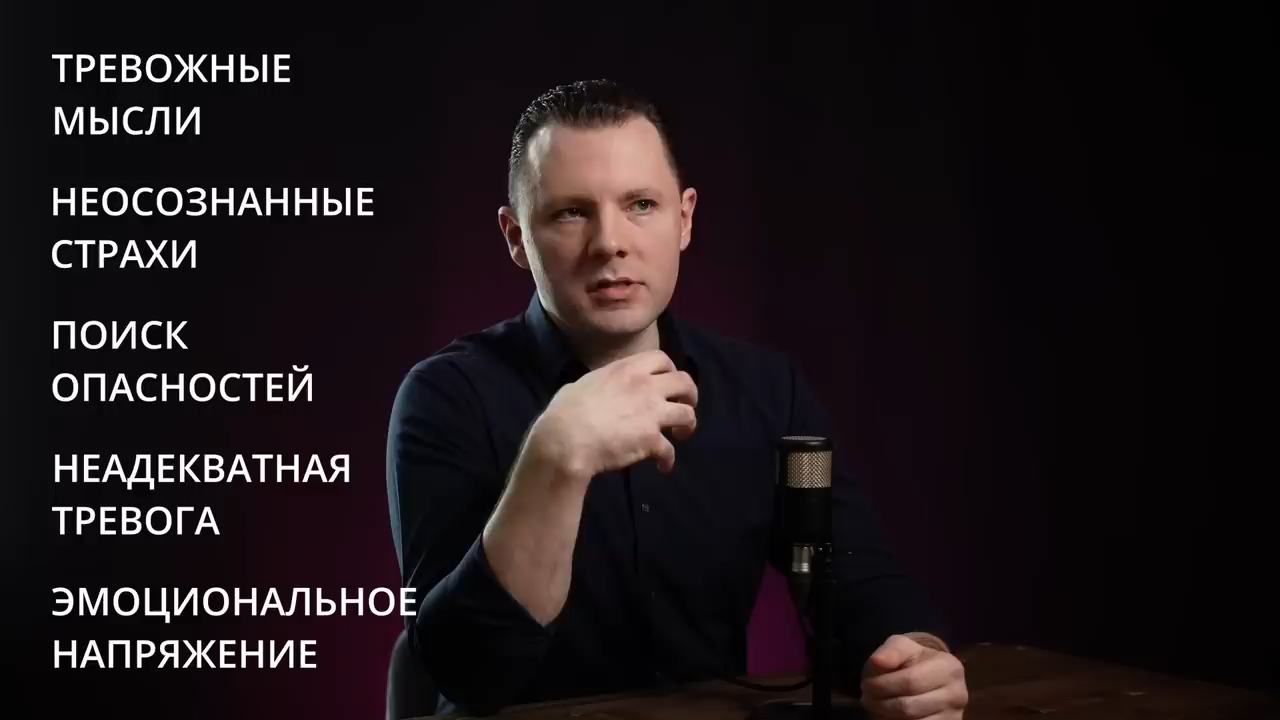 ТРЕВОЖНЫЕ
МЫСЛИ
НЕОСОЗНАННЫЕ
СТРАХИ
ПОИСК
ОПАСНОСТЕЙ
НЕАДЕКВАТНАЯ
ТРЕВОГА
ЭМОЦИОНАЛЬНОЕ
НАПРЯЖЕНИЕ